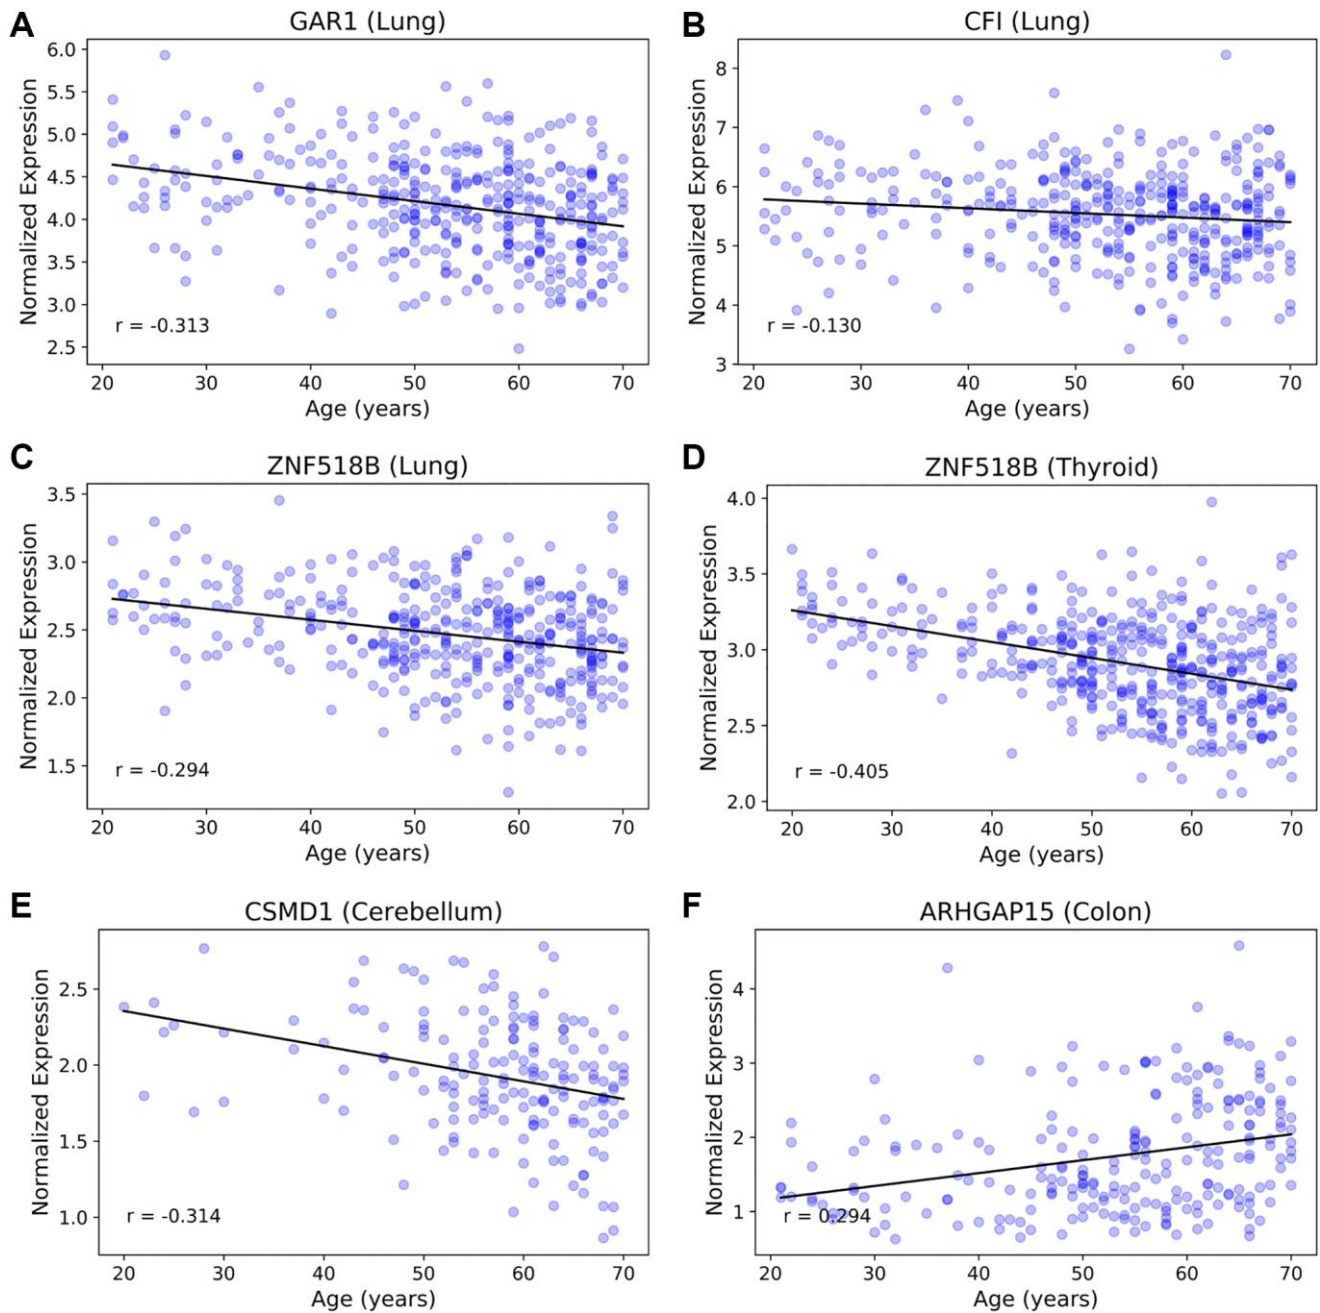 A
GAR1 (Lung)
Normalized Expression
6.0
5.5
5.0
4.5
4.0
3.5
3.0
2.5
r = -0.313
20 30 40 50 60 70
Age (years)
B
CFI (Lung)
Normalized Expression
8
7
6
5
4
3
r = -0.130
20 30 40 50 60 70
Age (years)
C
ZNF518B (Lung)
Normalized Expression
3.5
3.0
2.5
2.0
1.5
r = -0.294
20 30 40 50 60 70
Age (years)
D
ZNF518B (Thyroid)
Normalized Expression
4.0
3.5
3.0
2.5
2.0
r = -0.405
20 30 40 50 60 70
Age (years)
E
CSMD1 (Cerebellum)
Normalized Expression
2.5
2.0
1.5
1.0
r = -0.314
20 30 40 50 60 70
Age (years)
F
ARHGAP15 (Colon)
Normalized Expression
4
3
2
1
r = 0.294
20 30 40 50 60 70
Age (years)